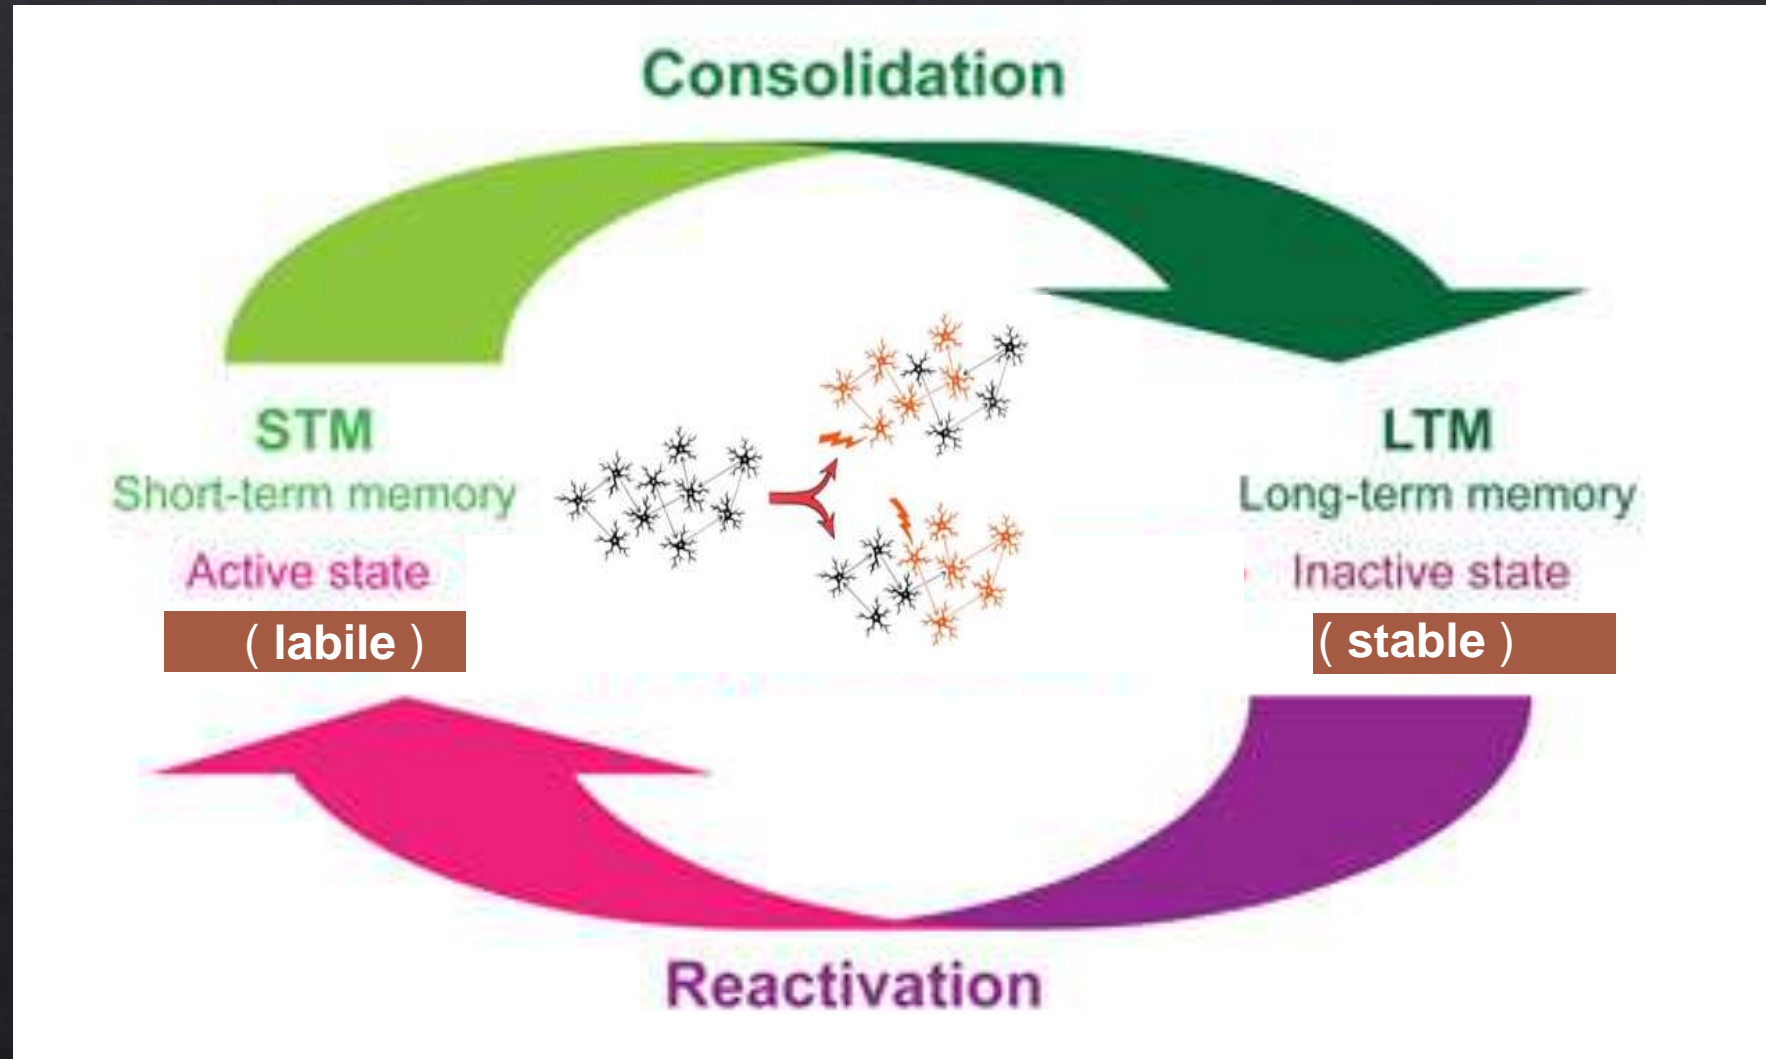 Consolidation
STM
Short-term memory
Active state
( labile )
LTM
Long-term memory
Inactive state
( stable )
Reactivation